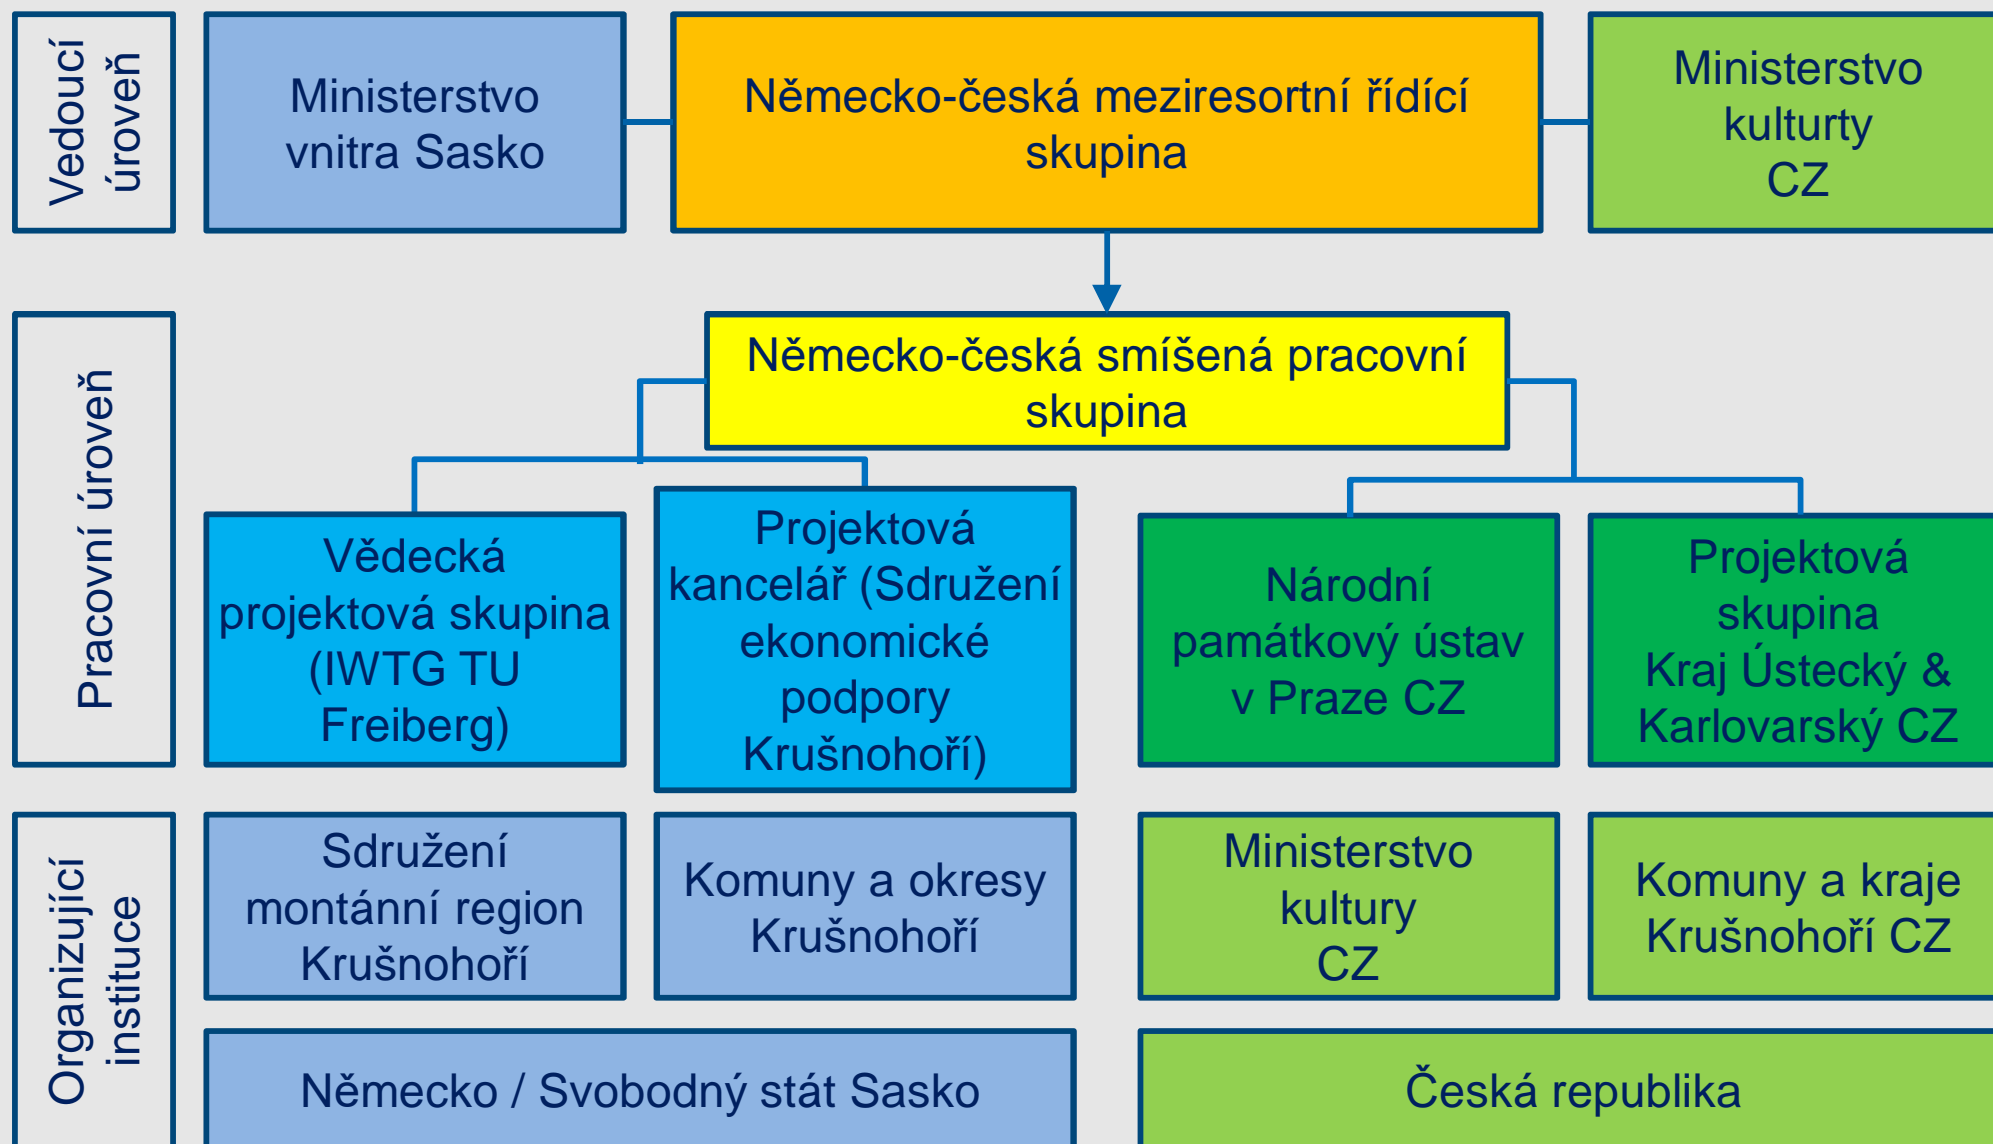 Vedoucí
úroveň
Ministerstvo
vnitra Sasko
Německo-česká meziresortní řídící
skupina
Ministerstvo
kulturty
CZ
Pracovní úroveň
Německo-česká smíšená pracovní
skupina
Vědecká
projektová skupina
(IWTG TU
Freiberg)
Projektová
kancelář (Sdružení
ekonomické
podpory
Krušnohoří)
Národní
památkový ústav
v Praze CZ
Projektová
skupina
Kraj Ústecký &
Karlovarský CZ
Organizující
instituce
Sdružení
montánní region
Krušnohoří
Komuny a okresy
Krušnohoří
Ministerstvo
kultury
CZ
Komuny a kraje
Krušnohoří CZ
Německo / Svobodný stát Sasko
Česká republika